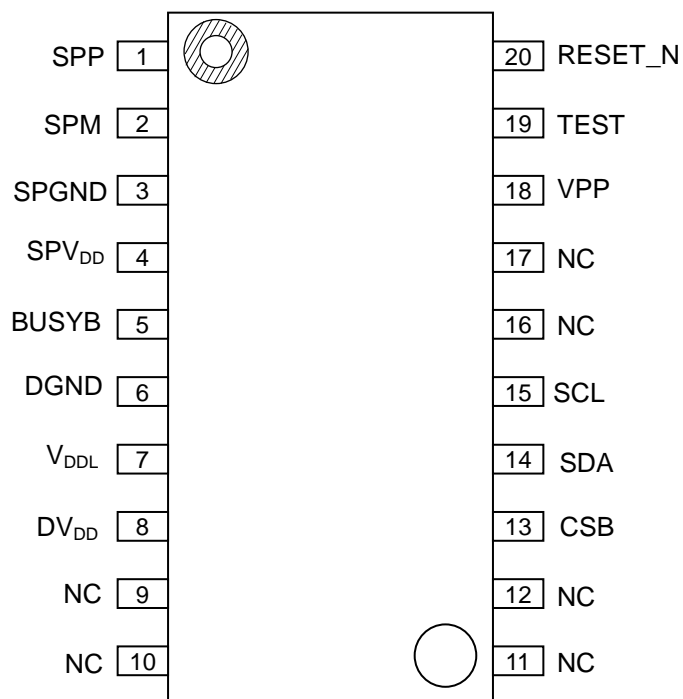 SPP 1 20 RESET_N
SPM 2 19 TEST
SPGND 3 18 VPP
SPVDD 4 17 NC
BUSYB 5 16 NC
DGND 6 15 SCL
VDDL 7 14 SDA
DVDD 8 13 CSB
NC 9 12 NC
NC 10 11 NC